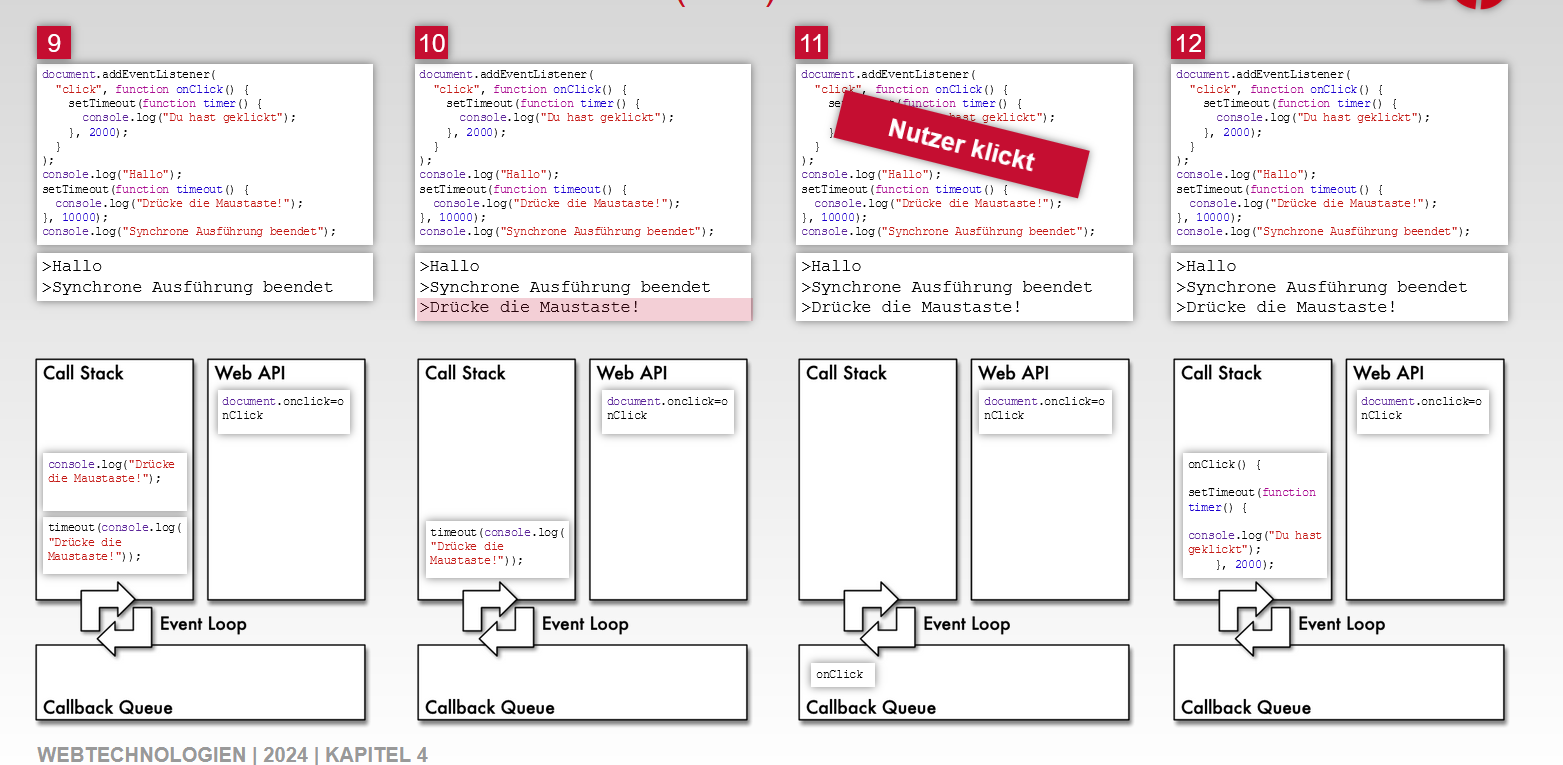 9
document.addEventListener(
"click", function onClick() {
setTimeout(function timer() {
console.log("Du hast geklickt");
}, 2000);
}
);
console.log("Hallo");
setTimeout(function timeout() {
console.log("Drücke die Maustaste!");
}, 10000);
console.log("Synchrone Ausführung beendet");
>Hallo
>Synchrone Ausführung beendet
Call Stack
console.log("Drücke
die Maustaste!");
timeout(console.log(
"Drücke die
Maustaste!"));
Web API
document.onclick=o
nClick
Event Loop
Callback Queue
10
document.addEventListener(
"click", function onClick() {
setTimeout(function timer() {
console.log("Du hast geklickt");
}, 2000);
}
);
console.log("Hallo");
setTimeout(function timeout() {
console.log("Drücke die Maustaste!");
}, 10000);
console.log("Synchrone Ausführung beendet");
>Hallo
>Synchrone Ausführung beendet
>Drücke die Maustaste!
Call Stack
timeout(console.log(
"Drücke die
Maustaste!"));
Web API
document.onclick=o
nClick
Event Loop
Callback Queue
11
document.addEventListener(
"click", function onClick() {
(function timer() {
geklickt");
}
);
console.log("Hallo");
setTimeout(function timeout() {
console.log("Drücke die Maustaste!");
}, 10000);
console.log("Synchrone Ausführung beendet");
Nutzer klickt
>Hallo
>Synchrone Ausführung beendet
>Drücke die Maustaste!
Call Stack
Web API
document.onclick=o
nClick
Event Loop
onClick
Callback Queue
12
document.addEventListener(
"click", function onClick() {
setTimeout(function timer() {
console.log("Du hast geklickt");
}, 2000);
}
);
console.log("Hallo");
setTimeout(function timeout() {
console.log("Drücke die Maustaste!");
}, 10000);
console.log("Synchrone Ausführung beendet");
>Hallo
>Synchrone Ausführung beendet
>Drücke die Maustaste!
Call Stack
onClick() {
setTimeout(function
timer() {
console.log("Du hast
geklickt");
}, 2000);
Web API
document.onclick=o
nClick
Event Loop
Callback Queue
WEBTECHNOLOGIEN | 2024 | KAPITEL 4